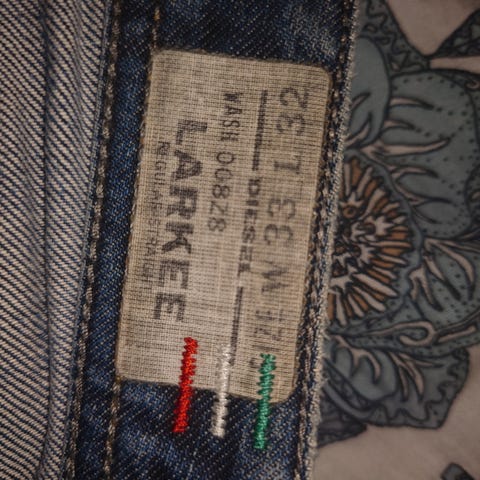 SIZE W 33 L 32
DIESEL
WASH 008Z8
LARKEE
REGULAR-STRAIGHT